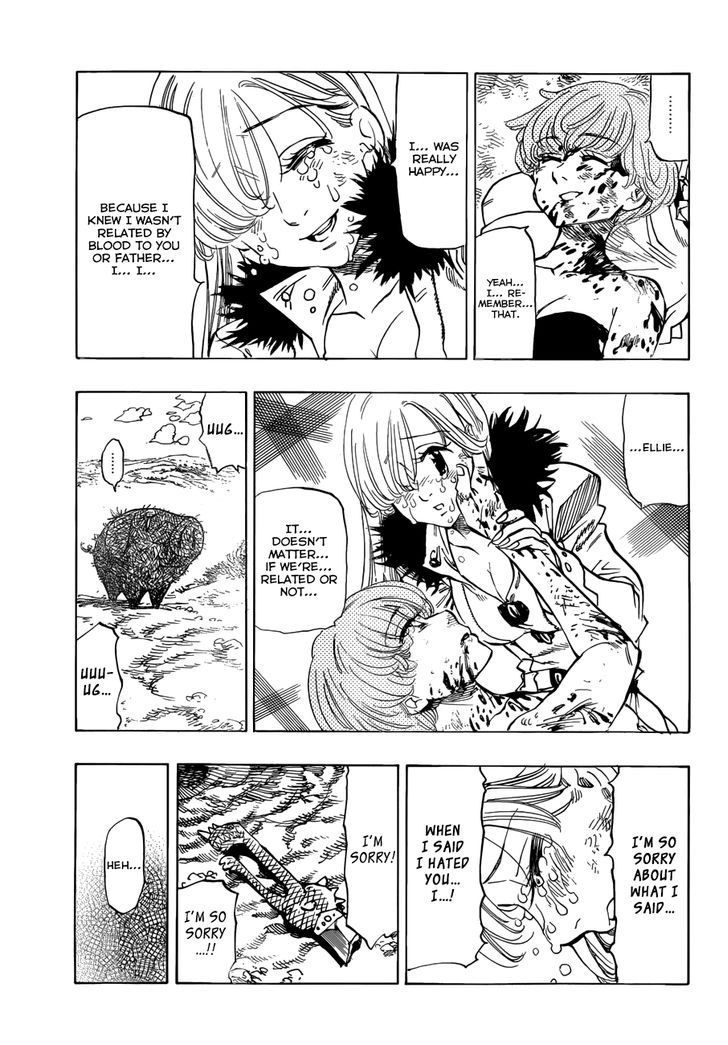 .........
YEAH...
I... RE-
MEMBER...
THAT.
I... WAS
REALLY
HAPPY...
BECAUSE I
KNEW I WASN'T
RELATED BY
BLOOD TO YOU
OR FATHER...
I... I...
...ELLIE...
IT...
DOESN'T
MATTER...
IF WE'RE...
RELATED OR
NOT...
UUG...
......
UUU-
UG...
I'M SO
SORRY
ABOUT
WHAT I
SAID...
WHEN
I SAID
I HATED
YOU...
I...!
I'M
SORRY!
I'M SO
SORRY
...!!
HEH...